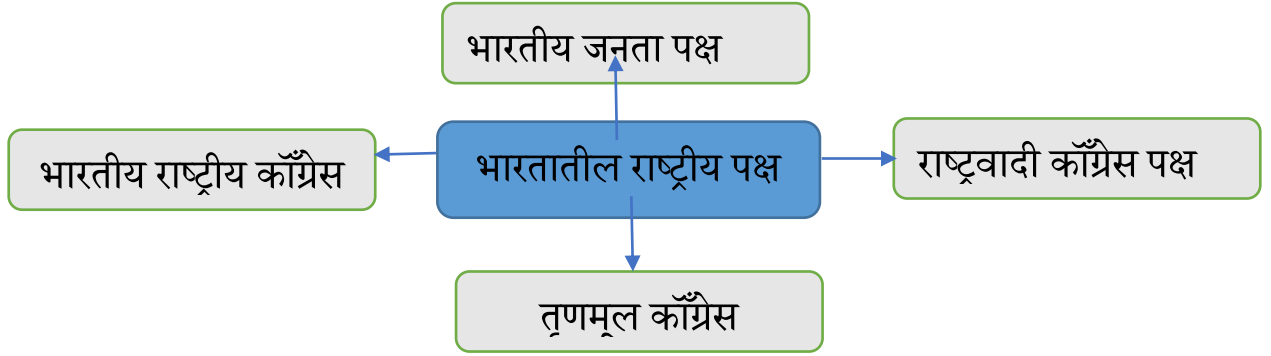 भारतीय जनता पक्ष
भारतीय राष्ट्रीय काँग्रेस
भारतातील राष्ट्रीय पक्ष
राष्ट्रवादी काँग्रेस पक्ष
तृणमूल काँग्रेस